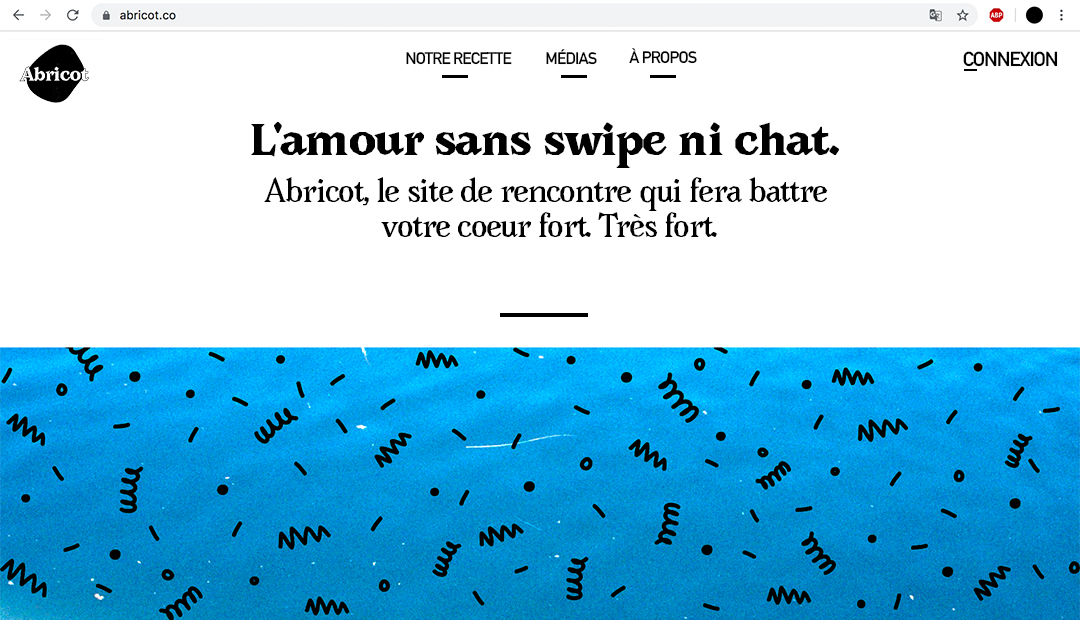 abricot.co
ABP
Abricot
NOTRE RECETTE
MÉDIAS
À PROPOS
CONNEXION
L'amour sans swipe ni chat.
Abricot, le site de rencontre qui fera battre
votre coeur fort. Très fort.